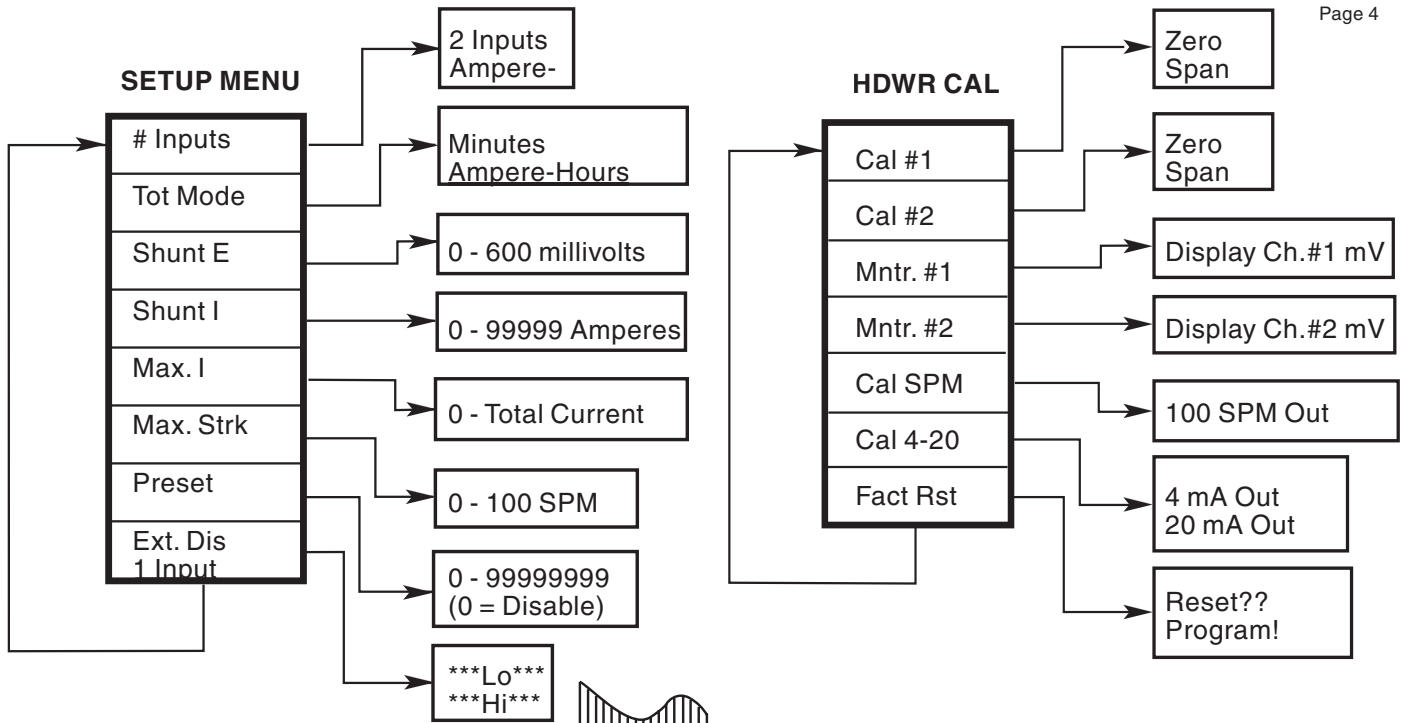 Page 4
SETUP MENU
# Inputs
Tot Mode
Shunt E
Shunt I
Max. I
Max. Strk
Preset
Ext. Dis
1 Input
2 Inputs
Ampere-
Minutes
Ampere-Hours
0 - 600 millivolts
0 - 99999 Amperes
0 - Total Current
0 - 100 SPM
0 - 99999999
(0 = Disable)
***Lo***
***Hi***
HDWR CAL
Cal #1
Cal #2
Mntr. #1
Mntr. #2
Cal SPM
Cal 4-20
Fact Rst
Zero
Span
Zero
Span
Display Ch.#1 mV
Display Ch.#2 mV
100 SPM Out
4 mA Out
20 mA Out
Reset??
Program!